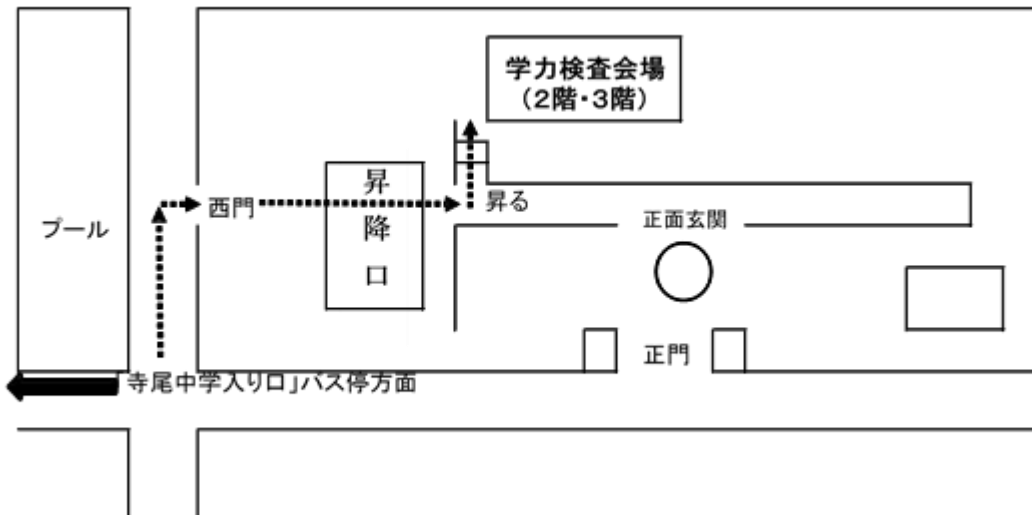 学力検査会場
（2階・3階）
昇降口
西門
昇る
プール
正面玄関
正門
「寺尾中学入り口」バス停方面